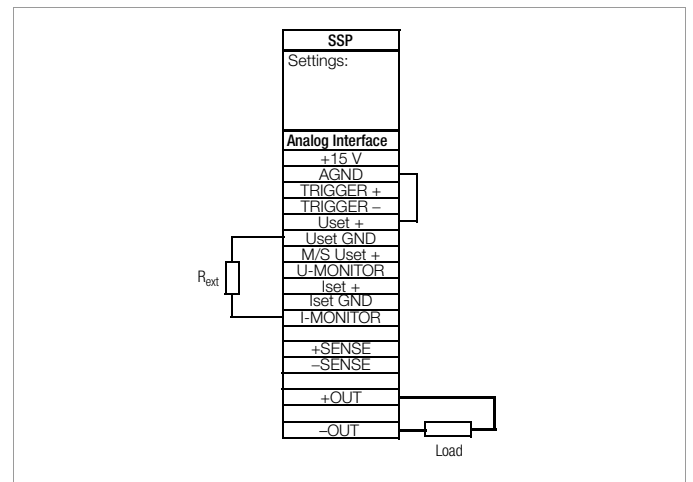 SSP
Settings:
Analog Interface
+15 V
AGND
TRIGGER +
TRIGGER –
Uset +
Uset GND
M/S Uset +
U-MONITOR
Iset +
Iset GND
I-MONITOR
+SENSE
–SENSE
+OUT
–OUT
Rext
Load